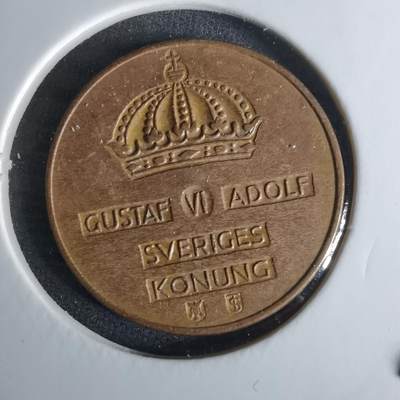 GUSTAF VI ADOLF
SVERIGES
KONUNG